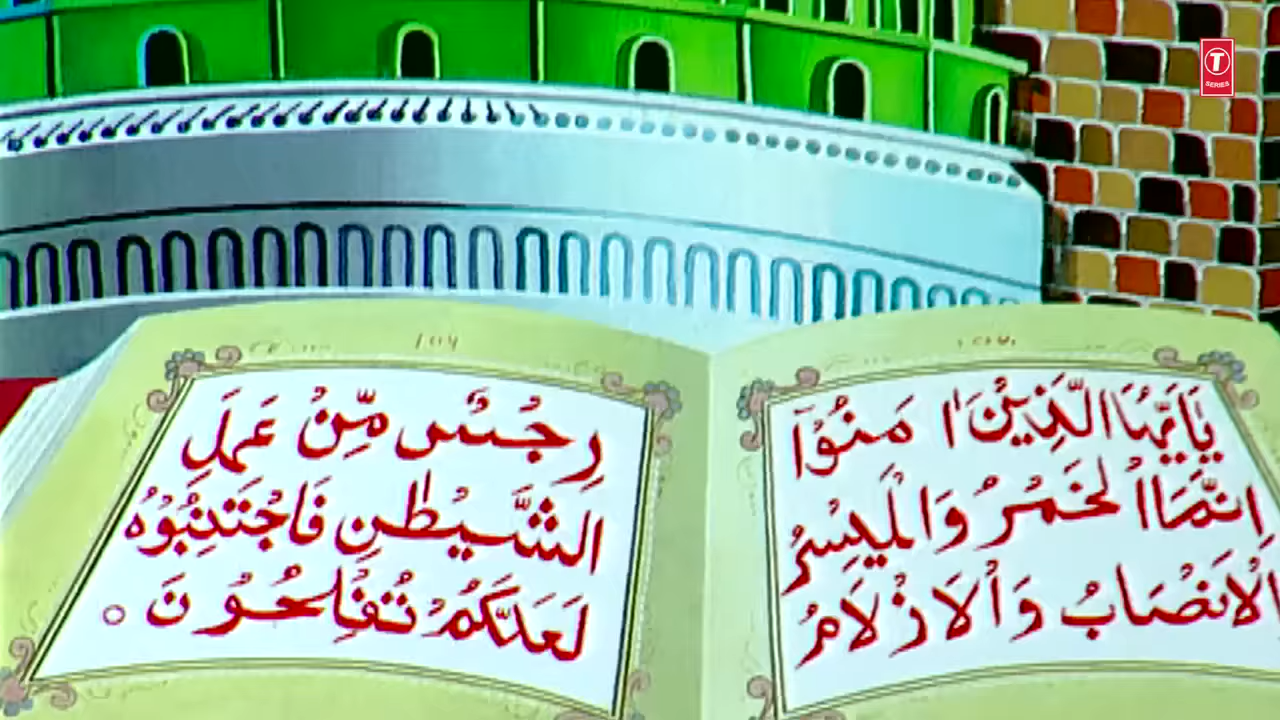 يٰٓاَيُّهَا الَّذِيْنَ اٰ مَنُوْٓا
اِنَّمَا الْخَمْرُ وَالْمَيْسِرُ
الْاَنْصَابُ وَالْاَزْلَامُ
رِجْسٌ مِّنْ عَمَلِ
الشَّيْطٰنِ فَاجْتَنِبُوْهُ
لَعَلَّكُمْ تُفْلِحُوْنَ ○
T
SERIES